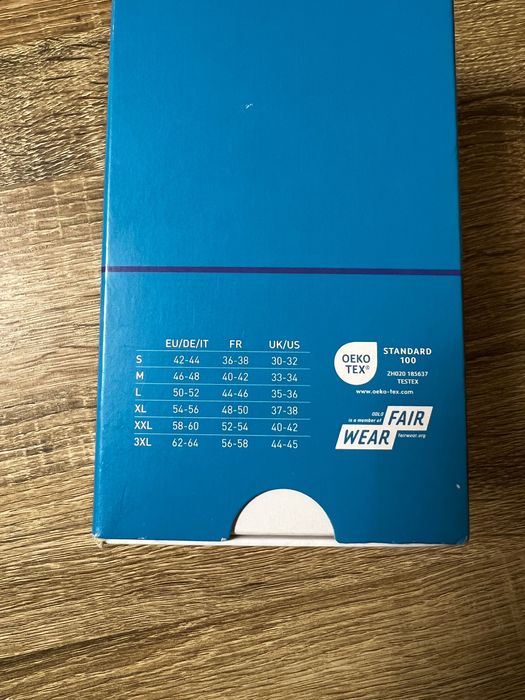 EU/DE/IT FR UK/US
S 42-44 36-38 30-32
M 46-48 40-42 33-34
L 50-52 44-46 35-36
XL 54-56 48-50 37-38
XXL 58-60 52-54 40-42
3XL 62-64 56-58 44-45
OEKO
TEX®
STANDARD
100
ZH020 185637
TESTEX
www.oeko-tex.com
ODLO
is a member of
FAIR
WEAR
fairwear.org